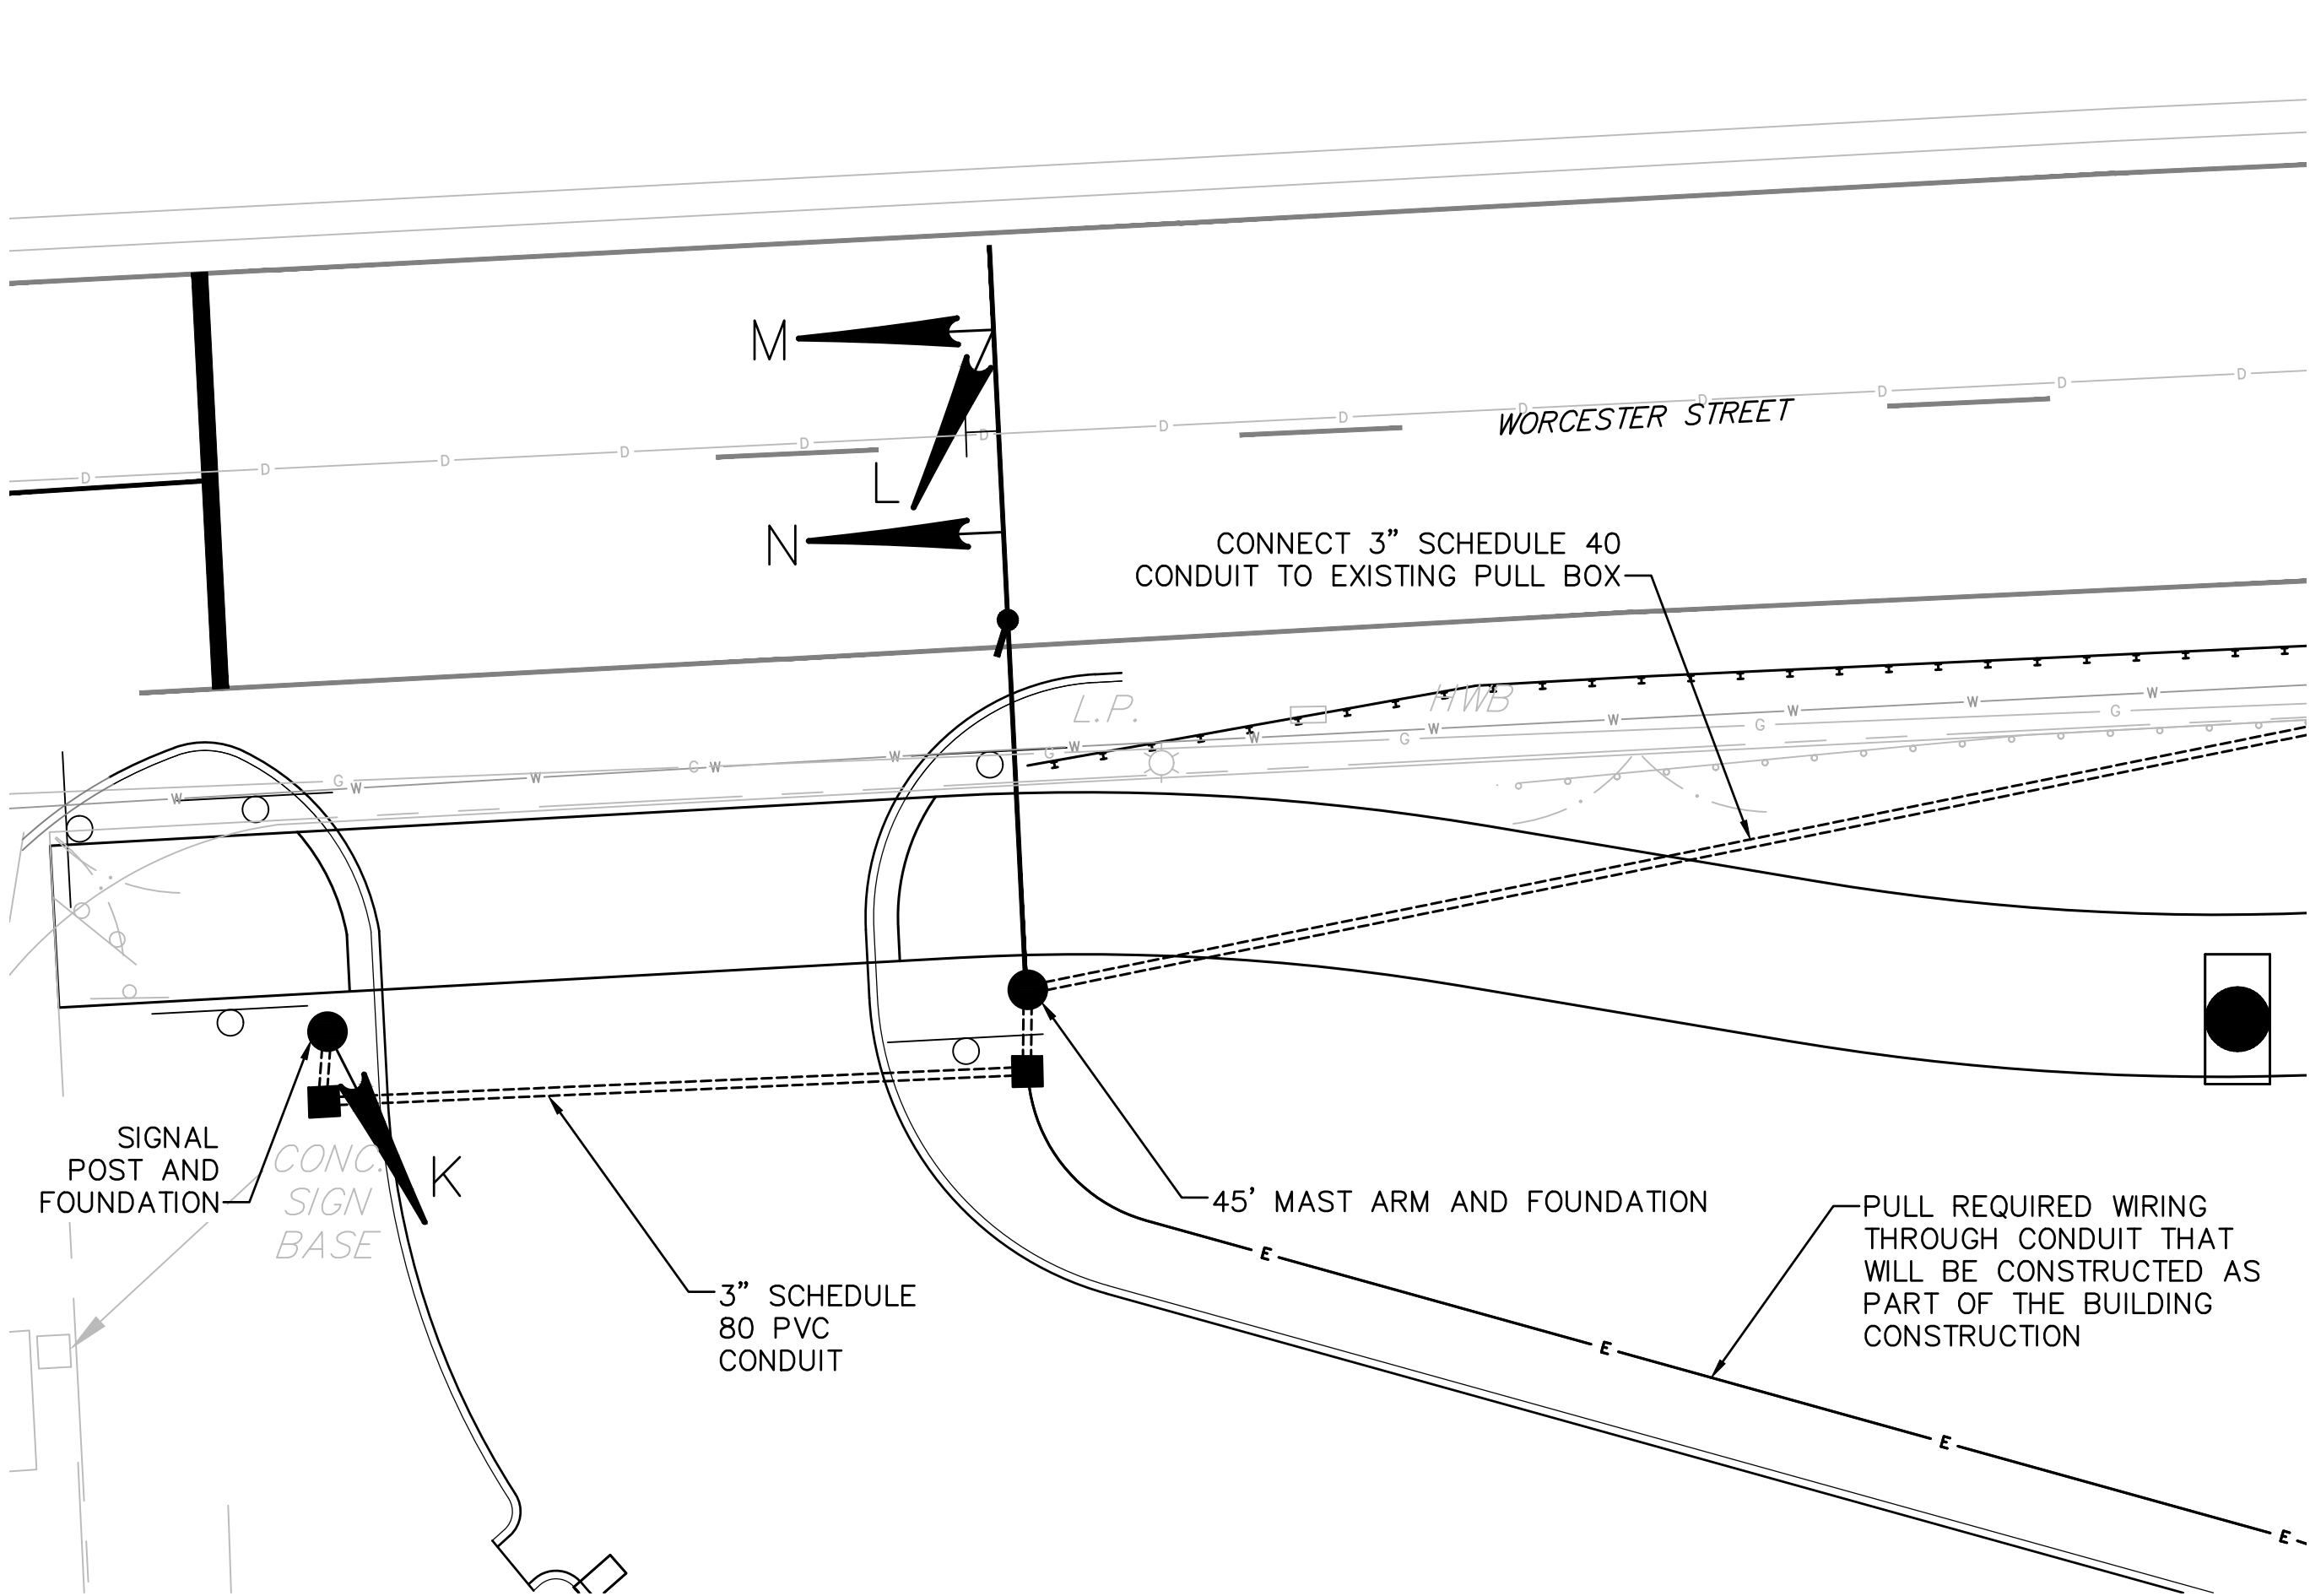 M
WORCESTER STREET
L
N
CONNECT 3” SCHEDULE 40
CONDUIT TO EXISTING PULL BOX
L.P.
HWB
D D D D D D D D D D D D D
W W W W W W W W W W W W
G G G G G G
SIGNAL
POST AND
FOUNDATION
CONC.
SIGN
BASE
K
45’ MAST ARM AND FOUNDATION
3” SCHEDULE
80 PVC
CONDUIT
PULL REQUIRED WIRING
THROUGH CONDUIT THAT
WILL BE CONSTRUCTED AS
PART OF THE BUILDING
CONSTRUCTION
E E E E